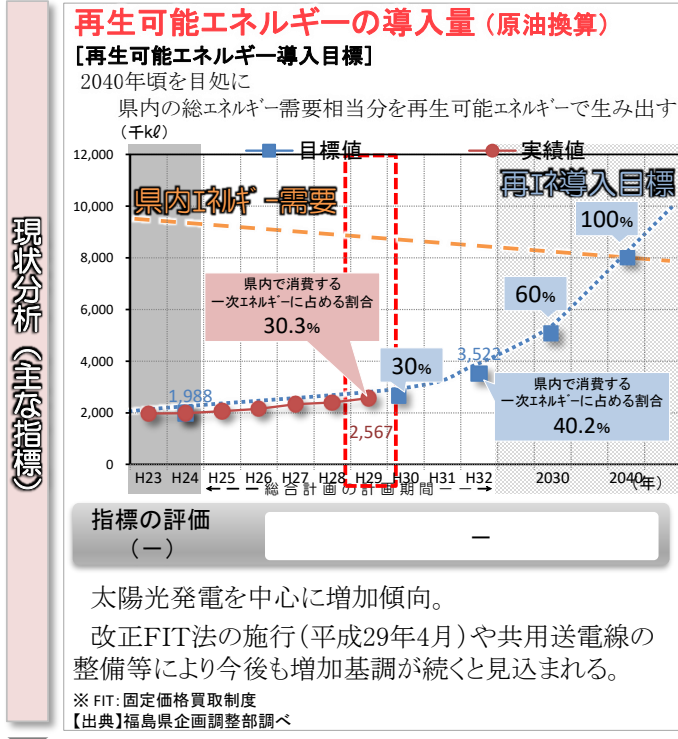 現状分析（主な指標）
再生可能エネルギーの導入量（原油換算）
［再生可能エネルギー導入目標］
2040年頃を目処に
県内の総ｴﾈﾙｷﾞｰ需要相当分を再生可能ｴﾈﾙｷﾞｰで生み出す
（千kℓ）
目標値 実績値
12,000
10,000
8,000
6,000
4,000
2,000
0
県内ｴﾈﾙｷﾞｰ需要
再ｴﾈ導入目標
100%
県内で消費する
一次ｴﾈﾙｷﾞｰに占める割合
30.3%
60%
30%
3,522
1,988
2,567
県内で消費する
一次ｴﾈﾙｷﾞｰに占める割合
40.2%
H23 H24 H25 H26 H27 H28 H29 H30 H31 H32 2030 2040 （年）
総合計画の計画期間
指標の評価
（－）
－
太陽光発電を中心に増加傾向。
改正FIT法の施行（平成29年4月）や共用送電線の
整備等により今後も増加基調が続くと見込まれる。
※ FIT：固定価格買取制度
【出典】福島県企画調整部調べ